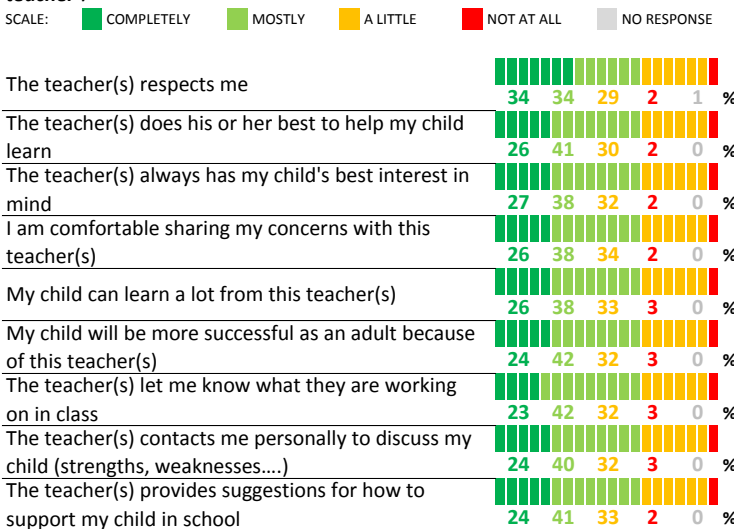 SCALE: COMPLETELY MOSTLY A LITTLE NOT AT ALL NO RESPONSE
The teacher(s) respects me
34 34 29 2 1 %
The teacher(s) does his or her best to help my child
learn
26 41 30 2 0 %
The teacher(s) always has my child's best interest in
mind
27 38 32 2 0 %
I am comfortable sharing my concerns with this
teacher(s)
26 38 34 2 0 %
My child can learn a lot from this teacher(s)
26 38 33 3 0 %
My child will be more successful as an adult because
of this teacher(s)
24 42 32 3 0 %
The teacher(s) let me know what they are working
on in class
23 42 32 3 0 %
The teacher(s) contacts me personally to discuss my
child (strengths, weaknesses....)
24 40 32 3 0 %
The teacher(s) provides suggestions for how to
support my child in school
24 41 33 2 0 %